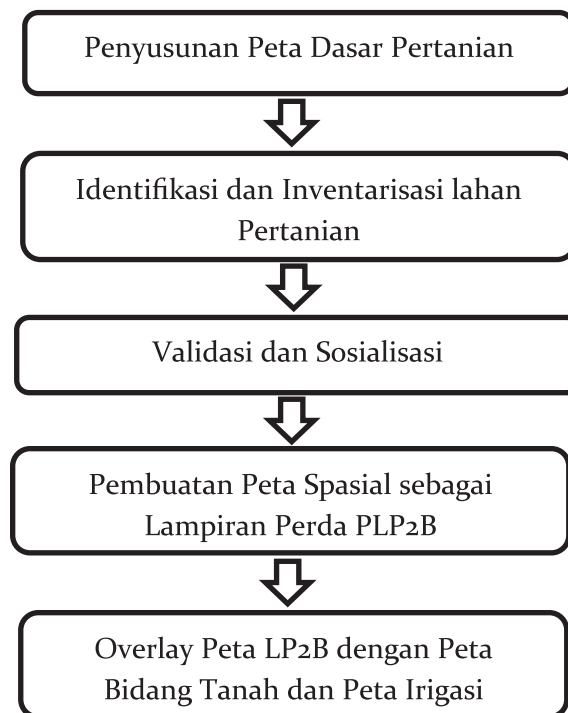 Penyusunan Peta Dasar Pertanian
Identifikasi dan Inventarisasi lahan
Pertanian
Validasi dan Sosialisasi
Pembuatan Peta Spasial sebagai
Lampiran Perda PLP2B
Overlay Peta LP2B dengan Peta
Bidang Tanah dan Peta Irigasi